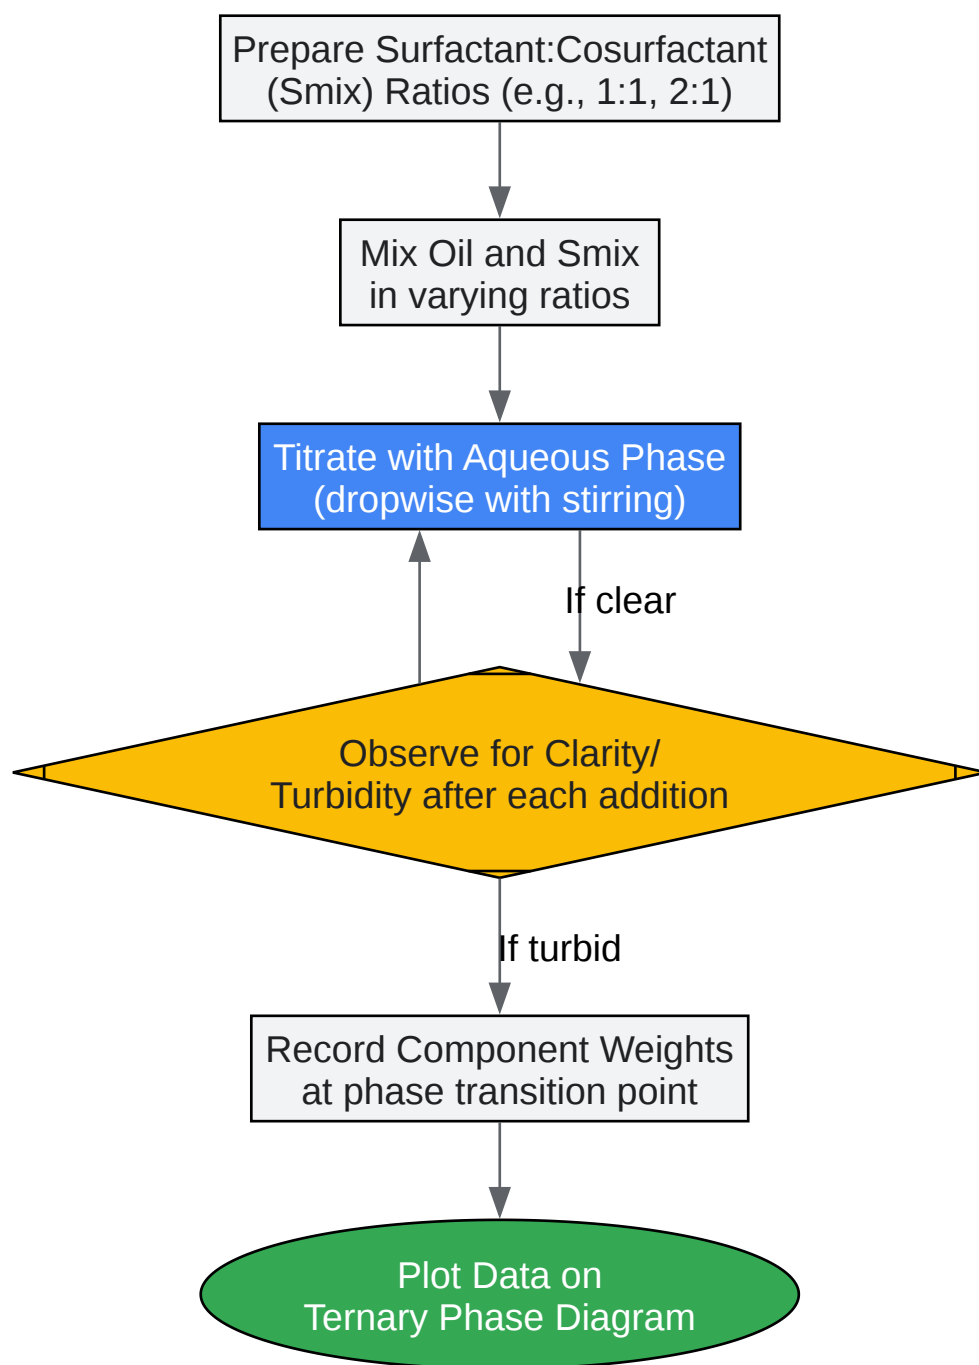 Prepare Surfactant:Cosurfactant
(Smix) Ratios (e.g., 1:1, 2:1)
Mix Oil and Smix
in varying ratios
Titrate with Aqueous Phase
(dropwise with stirring)
If clear
Observe for Clarity/
Turbidity after each addition
If turbid
Record Component Weights
at phase transition point
Plot Data on
Ternary Phase Diagram